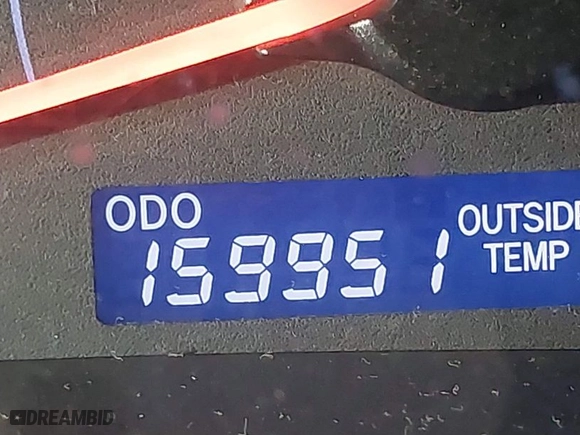 ODO
OUTSIDE
TEMP
159951
DREAMBID